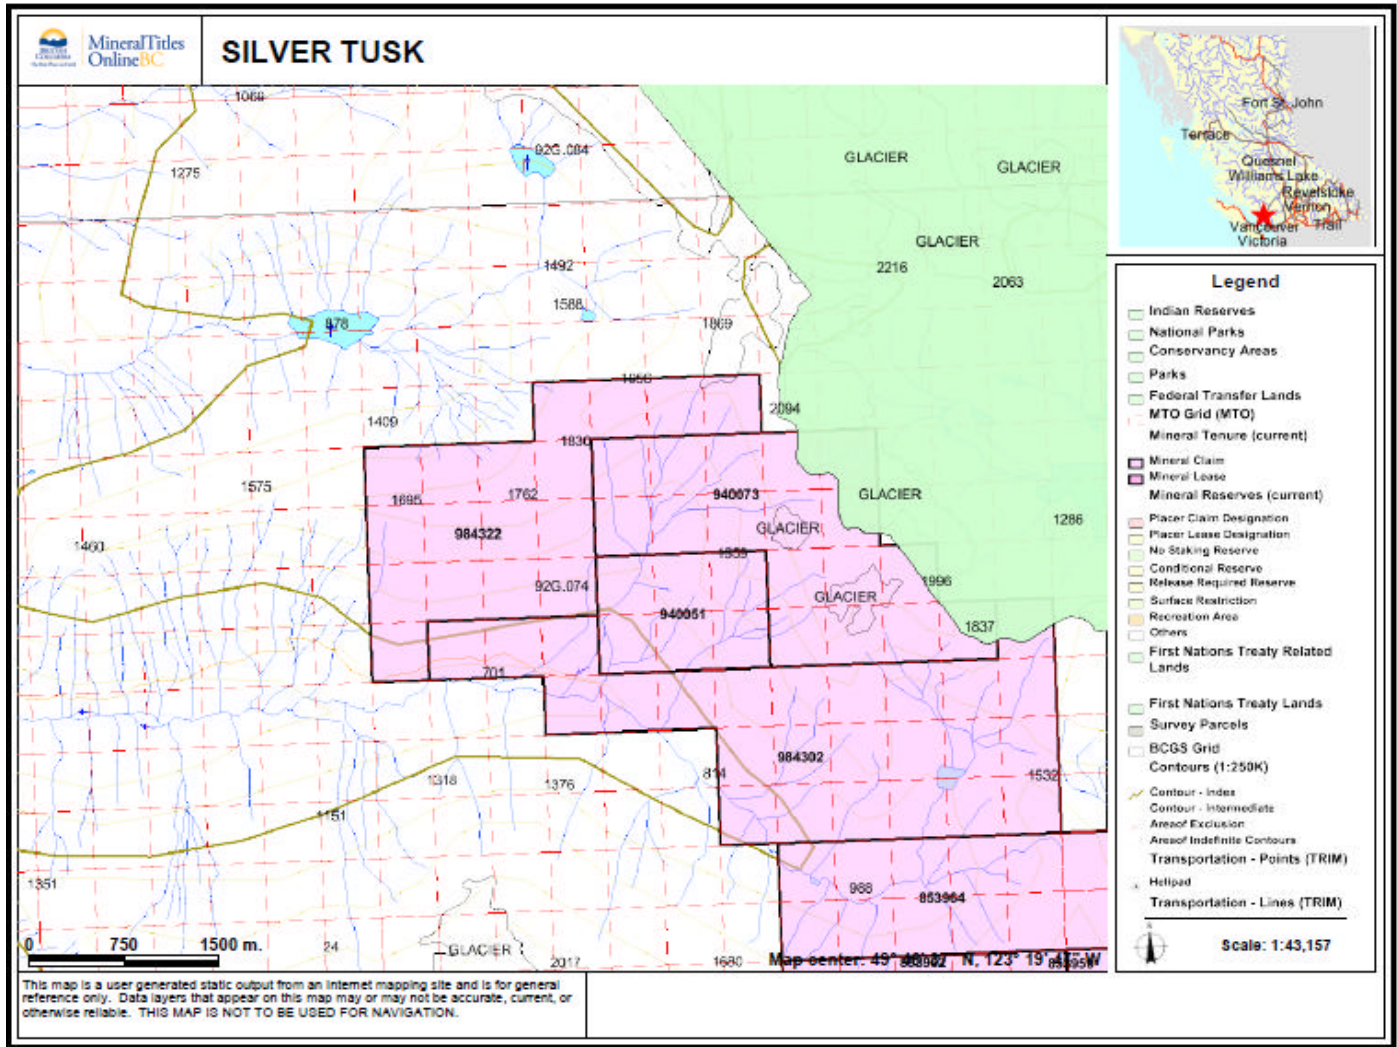 MineralTitles
OnlineBC
SILVER TUSK
1069
92G.084
1275
GLACIER
GLACIER
GLACIER
2216
2063
1492
1588
878
1869
2094
1409
1830
1575
1695
1762
940073
GLACIER
984322
GLACIER
1286
1460
92G.074
1996
940051
GLACIER
1837
701
984302
814
1532
1318
1376
1151
1351
988
853964
0 750 1500 m.
24
GLACIER
2017
1680
Map center: 49°
N, 123° 19'
W
Fort St. John
Terrace
Quesnel
Williams Lake
Revelstoke
Vernon
Vancouver
Trail
Victoria
Legend
Indian Reserves
National Parks
Conservancy Areas
Parks
Federal Transfer Lands
MTO Grid (MTO)
Mineral Tenure (current)
Mineral Claim
Mineral Lease
Mineral Reserves (current)
Placer Claim Designation
Placer Lease Designation
No Staking Reserve
Conditional Reserve
Release Required Reserve
Surface Restriction
Recreation Area
Others
First Nations Treaty Related
Lands
First Nations Treaty Lands
Survey Parcels
BCGS Grid
Contours (1:250K)
Contour - Index
Contour - Intermediate
Areaof Exclusion
Areaof Indefinite Contours
Transportation - Points (TRIM)
Helipad
Transportation - Lines (TRIM)
Scale: 1:43,157
This map is a user generated static output from an Internet mapping site and is for general
reference only. Data layers that appear on this map may or may not be accurate, current, or
otherwise reliable. THIS MAP IS NOT TO BE USED FOR NAVIGATION.